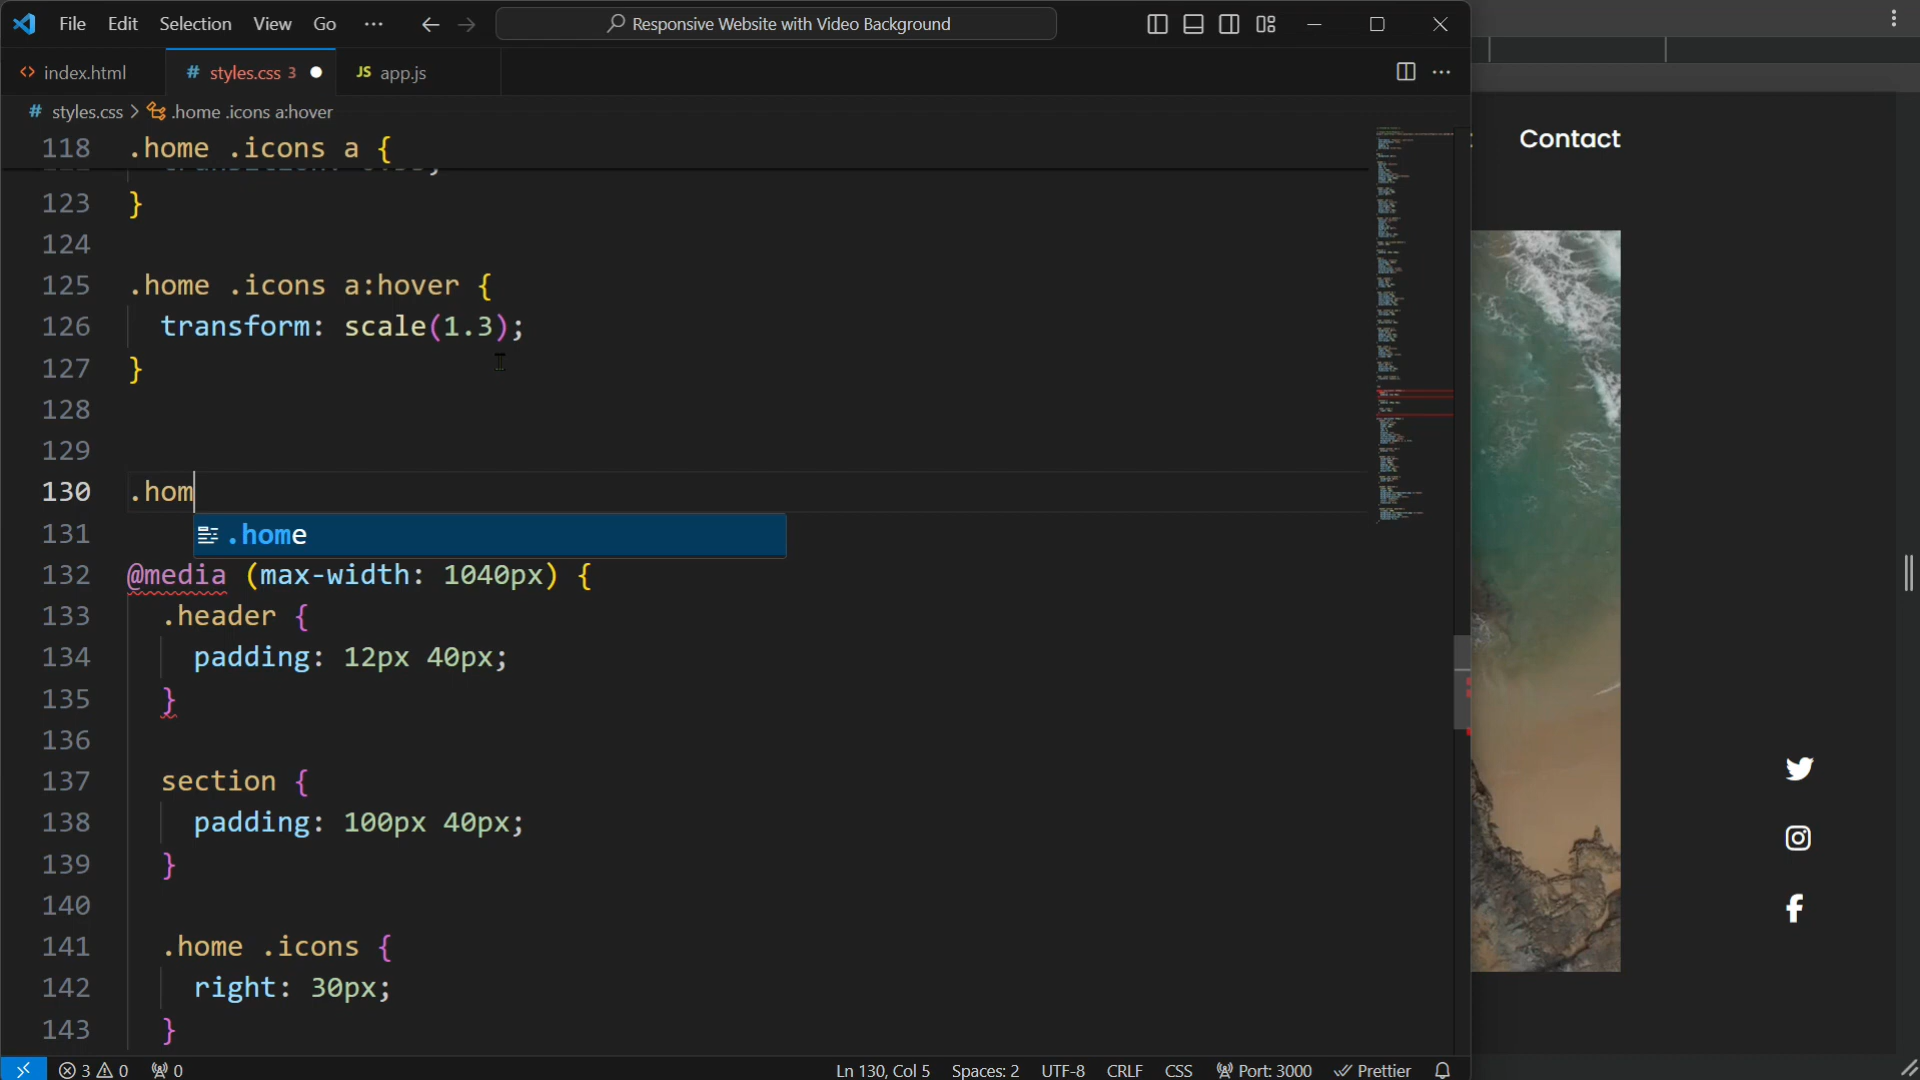 File Edit Selection View Go ··· Responsive Website with Video Background
index.html # styles.css 3 JS app.js
# styles.css > .home .icons a:hover
118 .home .icons a {
123 }
124
125 .home .icons a:hover {
126 transform: scale(1.3);
127 }
128
129
130 .hom
131 .home
132 @media (max-width: 1040px) {
133 .header {
134 padding: 12px 40px;
135 }
136
137 section {
138 padding: 100px 40px;
139 }
140
141 .home .icons {
142 right: 30px;
143 }
3 0 0 Ln 130, Col 5 Spaces: 2 UTF-8 CRLF CSS Port: 3000 Prettier
Contact